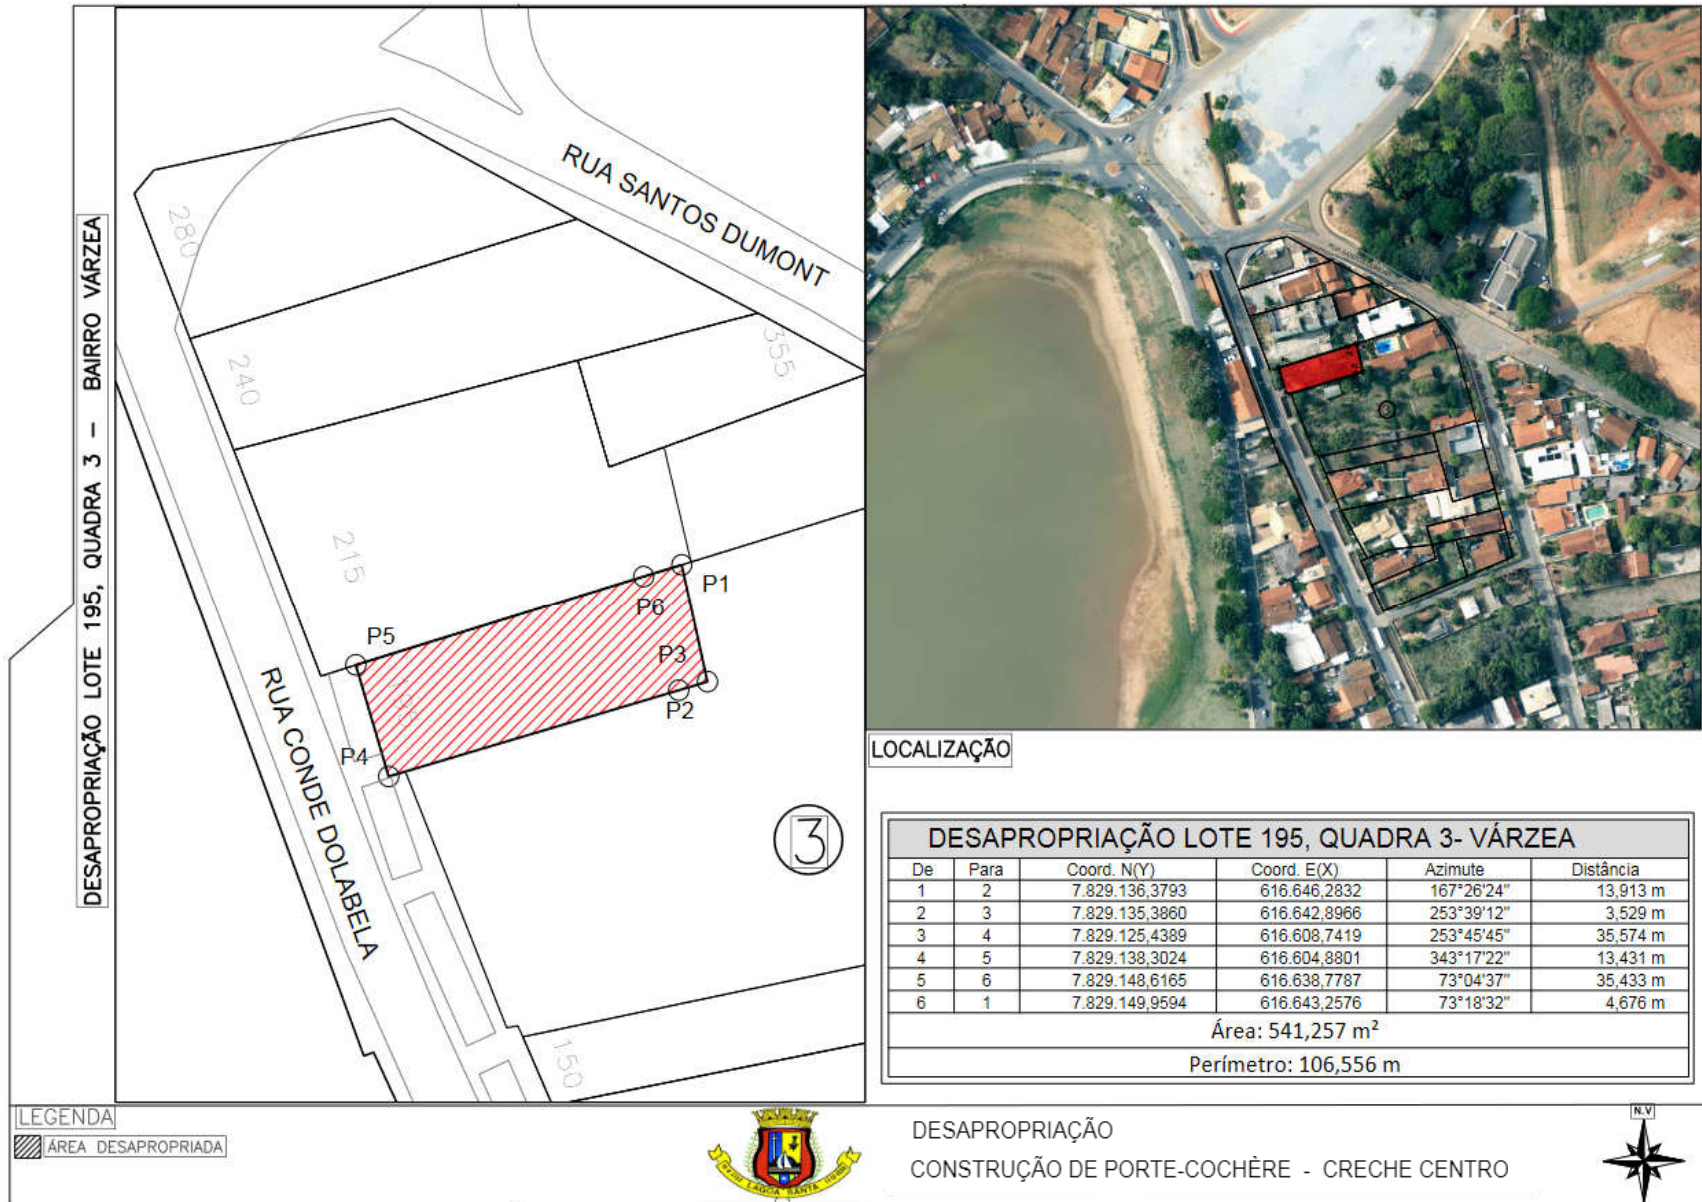 DESAPROPRIAÇÃO LOTE 195, QUADRA 3 - BAIRRO VÁRZEA
RUA SANTOS DUMONT
280
240
355
215
P1
P6
P5
P3
195
P2
P4
RUA CONDE DOLABELA
3
150
LOCALIZAÇÃO
DESAPROPRIAÇÃO LOTE 195, QUADRA 3- VÁRZEA
De Para Coord. N(Y) Coord. E(X) Azimute Distância
1 2 7.829.136,3793 616.646,2832 167°26'24" 13,913 m
2 3 7.829.135,3860 616.642,8966 253°39'12" 3,529 m
3 4 7.829.125,4389 616.608,7419 253°45'45" 35,574 m
4 5 7.829.138,3024 616.604,8801 343°17'22" 13,431 m
5 6 7.829.148,6165 616.638,7787 73°04'37" 35,433 m
6 1 7.829.149,9594 616.643,2576 73°18'32" 4,676 m
Área: 541,257 m²
Perímetro: 106,556 m
LEGENDA
ÁREA DESAPROPRIADA
LAGOA SANTA
DESAPROPRIAÇÃO
CONSTRUÇÃO DE PORTE-COCHÈRE - CRECHE CENTRO
N.V